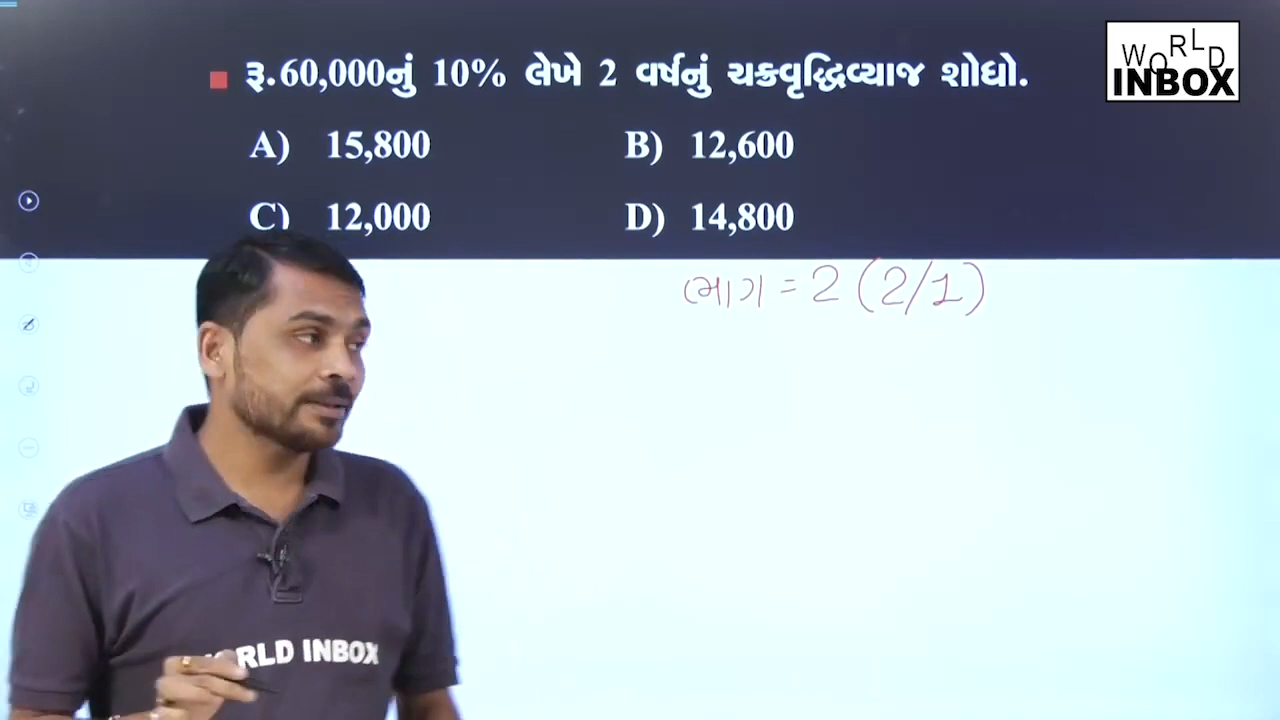 WORLD
INBOX
રૂ.60,000નું 10% લેખે 2 વર્ષનું ચક્રવૃદ્ધિવ્યાજ શોધો.
A) 15,800 B) 12,600
C) 12,000 D) 14,800
ભાગ = 2 (2/1)
WORLD INBOX